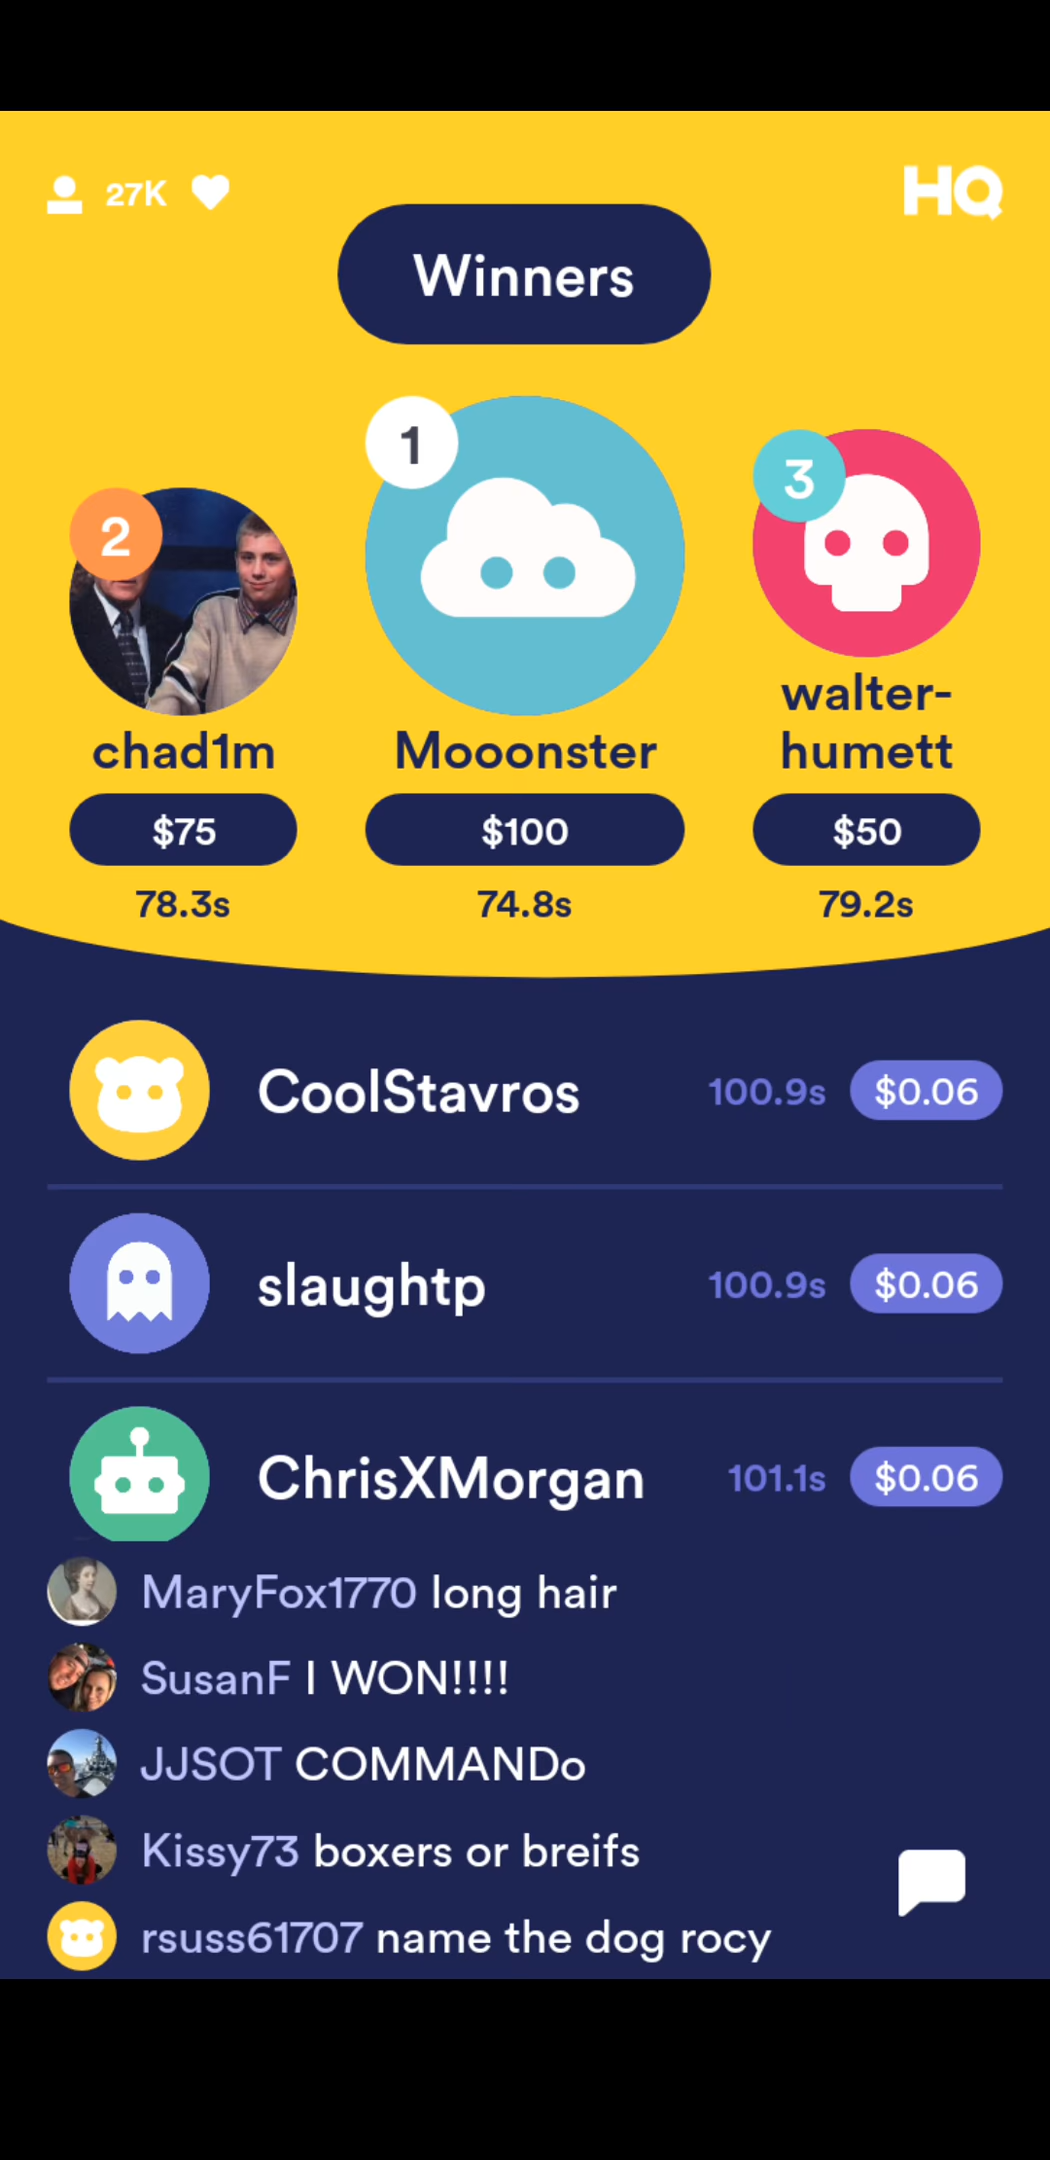 27K
HQ
Winners
1
2
3
chad1m
Mooonster
walter-
humett
$75
$100
$50
78.3s
74.8s
79.2s
CoolStavros 100.9s $0.06
slaughtp 100.9s $0.06
ChrisXMorgan 101.1s $0.06
MaryFox1770 long hair
SusanF I WON!!!!
JJSOT COMMANDo
Kissy73 boxers or breifs
rsuss61707 name the dog rocy